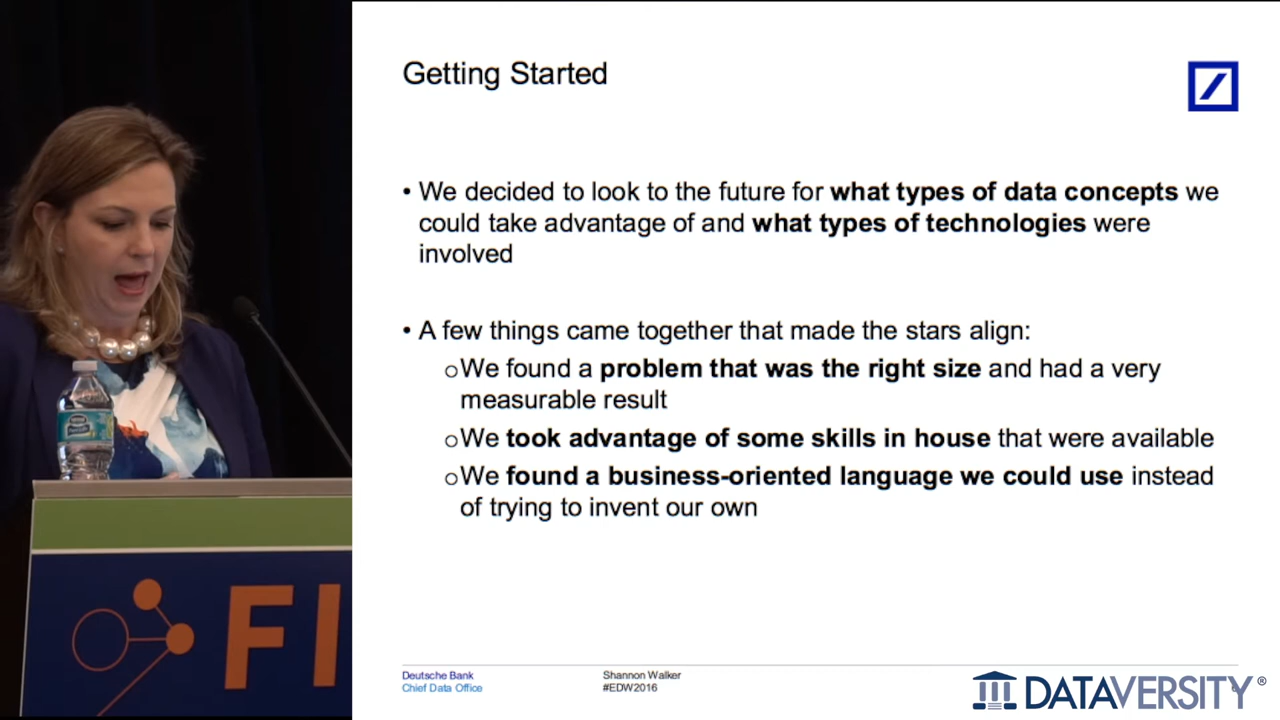 Getting Started
• We decided to look to the future for what types of data concepts we
could take advantage of and what types of technologies were
involved
• A few things came together that made the stars align:
oWe found a problem that was the right size and had a very
measurable result
oWe took advantage of some skills in house that were available
oWe found a business-oriented language we could use instead
of trying to invent our own
FI
Deutsche Bank
Chief Data Office
Shannon Walker
#EDW2016
DATAVERSITY®